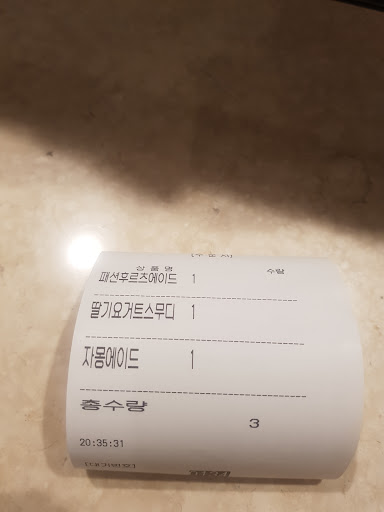 상 품 명 수량
패션후르츠에이드 1
딸기요거트스무디 1
자몽에이드 1
총수량
3
20:35:31